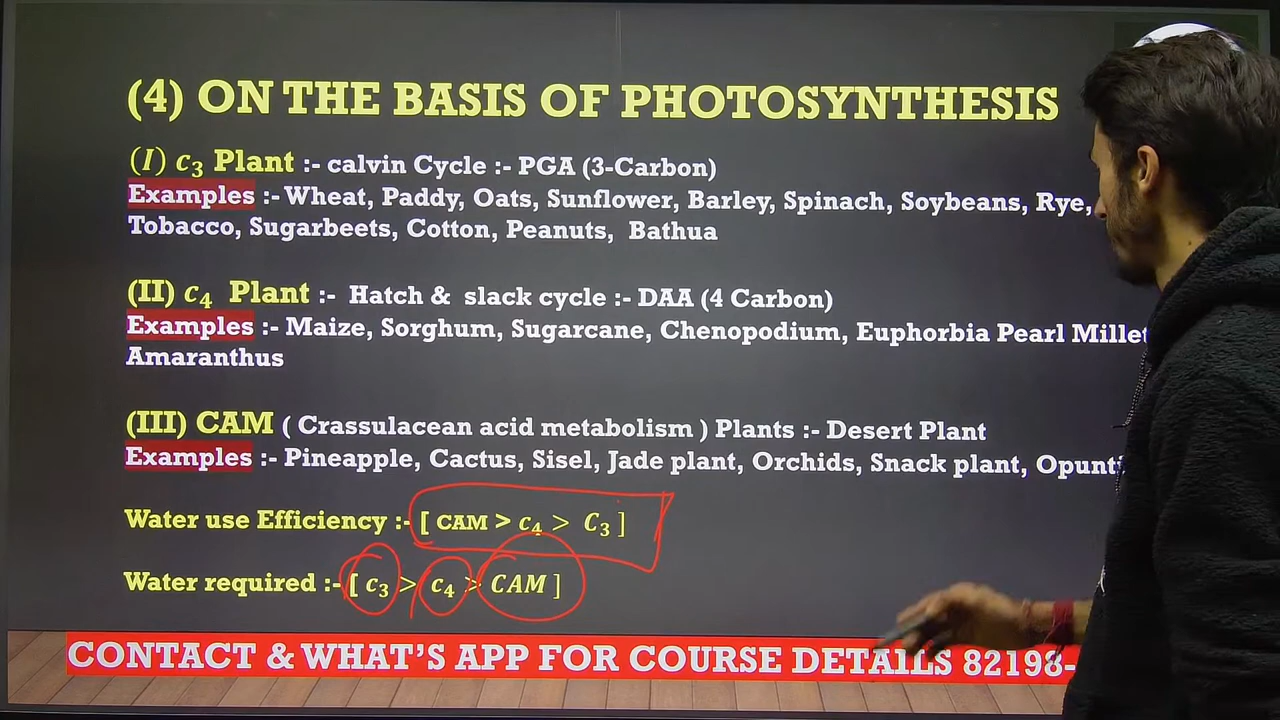 (4) ON THE BASIS OF PHOTOSYNTHESIS
(I) c₃ Plant :- calvin Cycle :- PGA (3-Carbon)
Examples :- Wheat, Paddy, Oats, Sunflower, Barley, Spinach, Soybeans, Rye,
Tobacco, Sugarbeets, Cotton, Peanuts, Bathua
(II) c₄ Plant :- Hatch & slack cycle :- DAA (4 Carbon)
Examples :- Maize, Sorghum, Sugarcane, Chenopodium, Euphorbia Pearl Millet
Amaranthus
(III) CAM ( Crassulacean acid metabolism ) Plants :- Desert Plant
Examples :- Pineapple, Cactus, Sisel, Jade plant, Orchids, Snack plant, Opunti
Water use Efficiency :- [ CAM > c₄ > C₃ ]
Water required :- [ c₃ > c₄ > CAM ]
CONTACT & WHAT'S APP FOR COURSE DETAILS 82198-